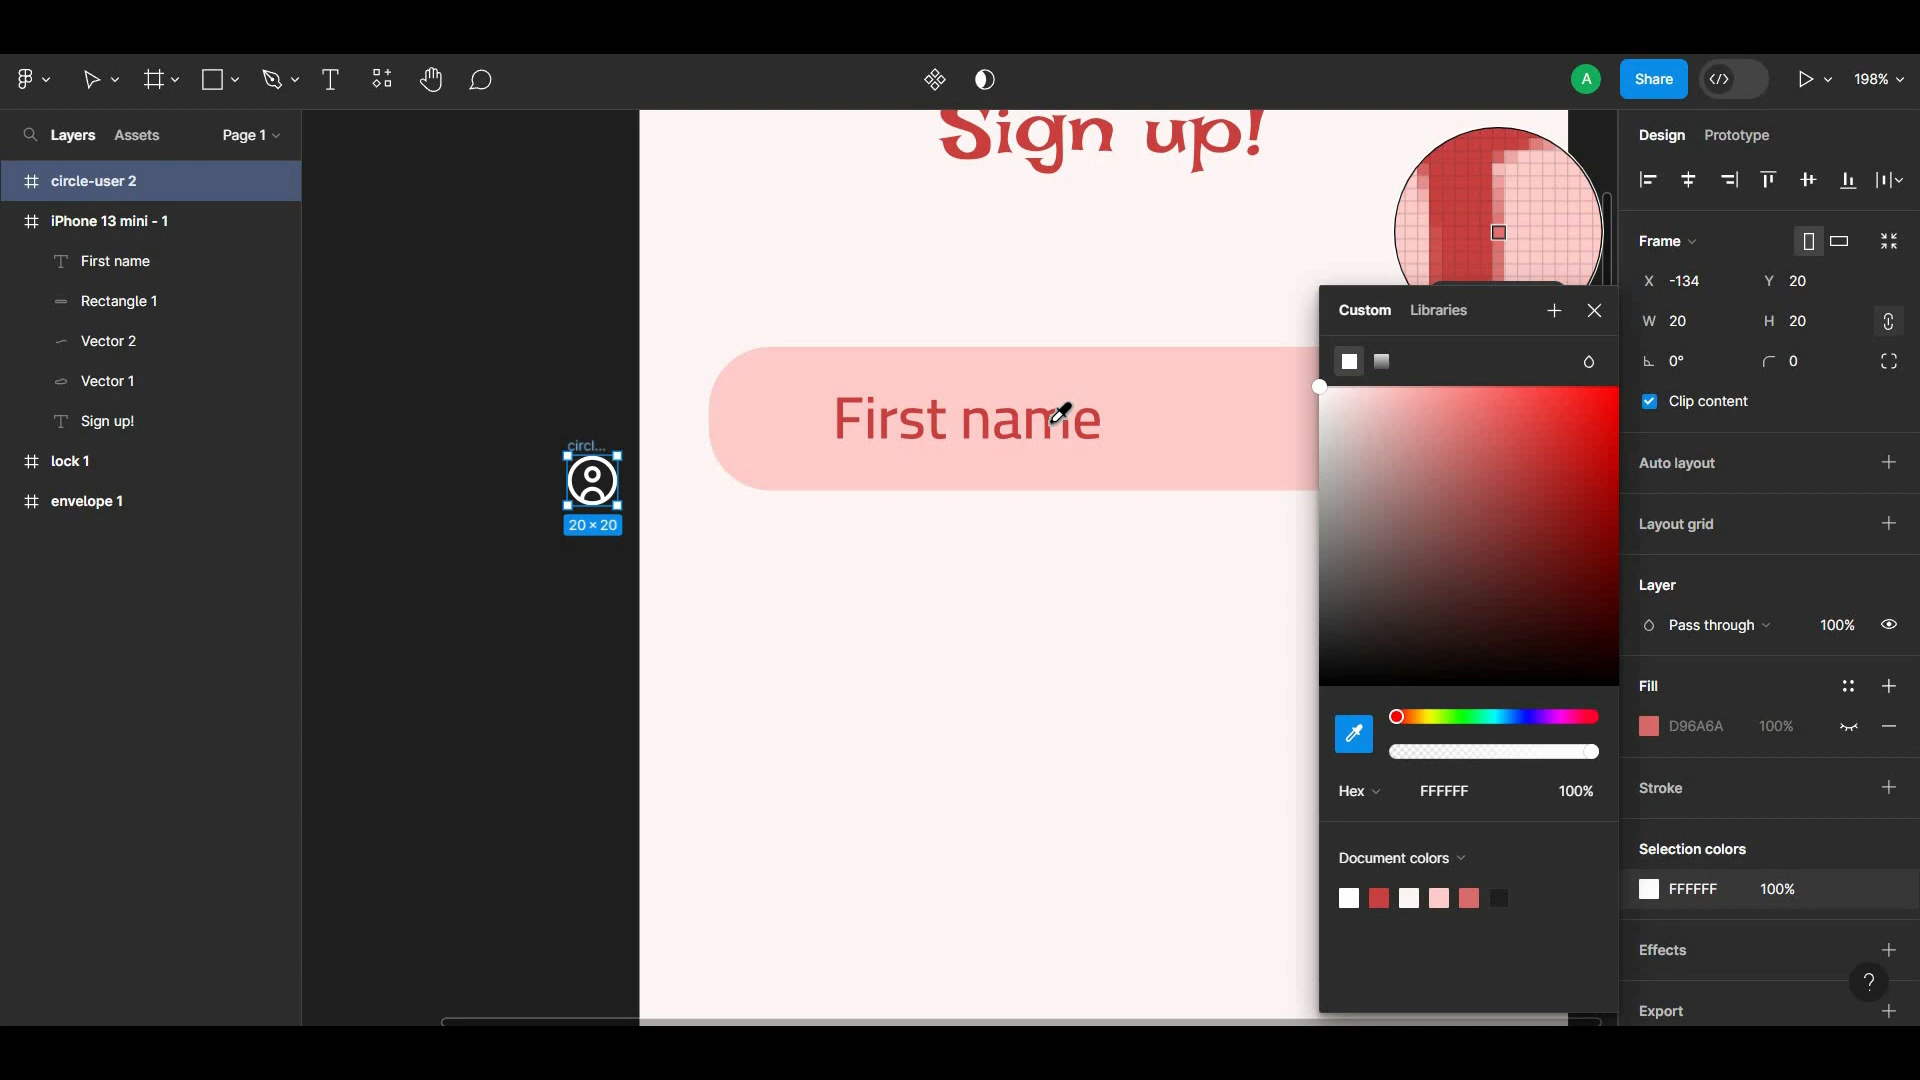 A
Share
198%
Layers
Assets
Page 1
Design
Prototype
circle-user 2
iPhone 13 mini - 1
First name
Rectangle 1
Vector 2
Vector 1
Sign up!
lock 1
envelope 1
Sign up!
First name
circl...
20 × 20
Custom
Libraries
Hex
FFFFFF
100%
Document colors
Frame
X -134
Y 20
W 20
H 20
0°
0
Clip content
Auto layout
Layout grid
Layer
Pass through
100%
Fill
D96A6A
100%
Stroke
Selection colors
FFFFFF
100%
Effects
?
Export